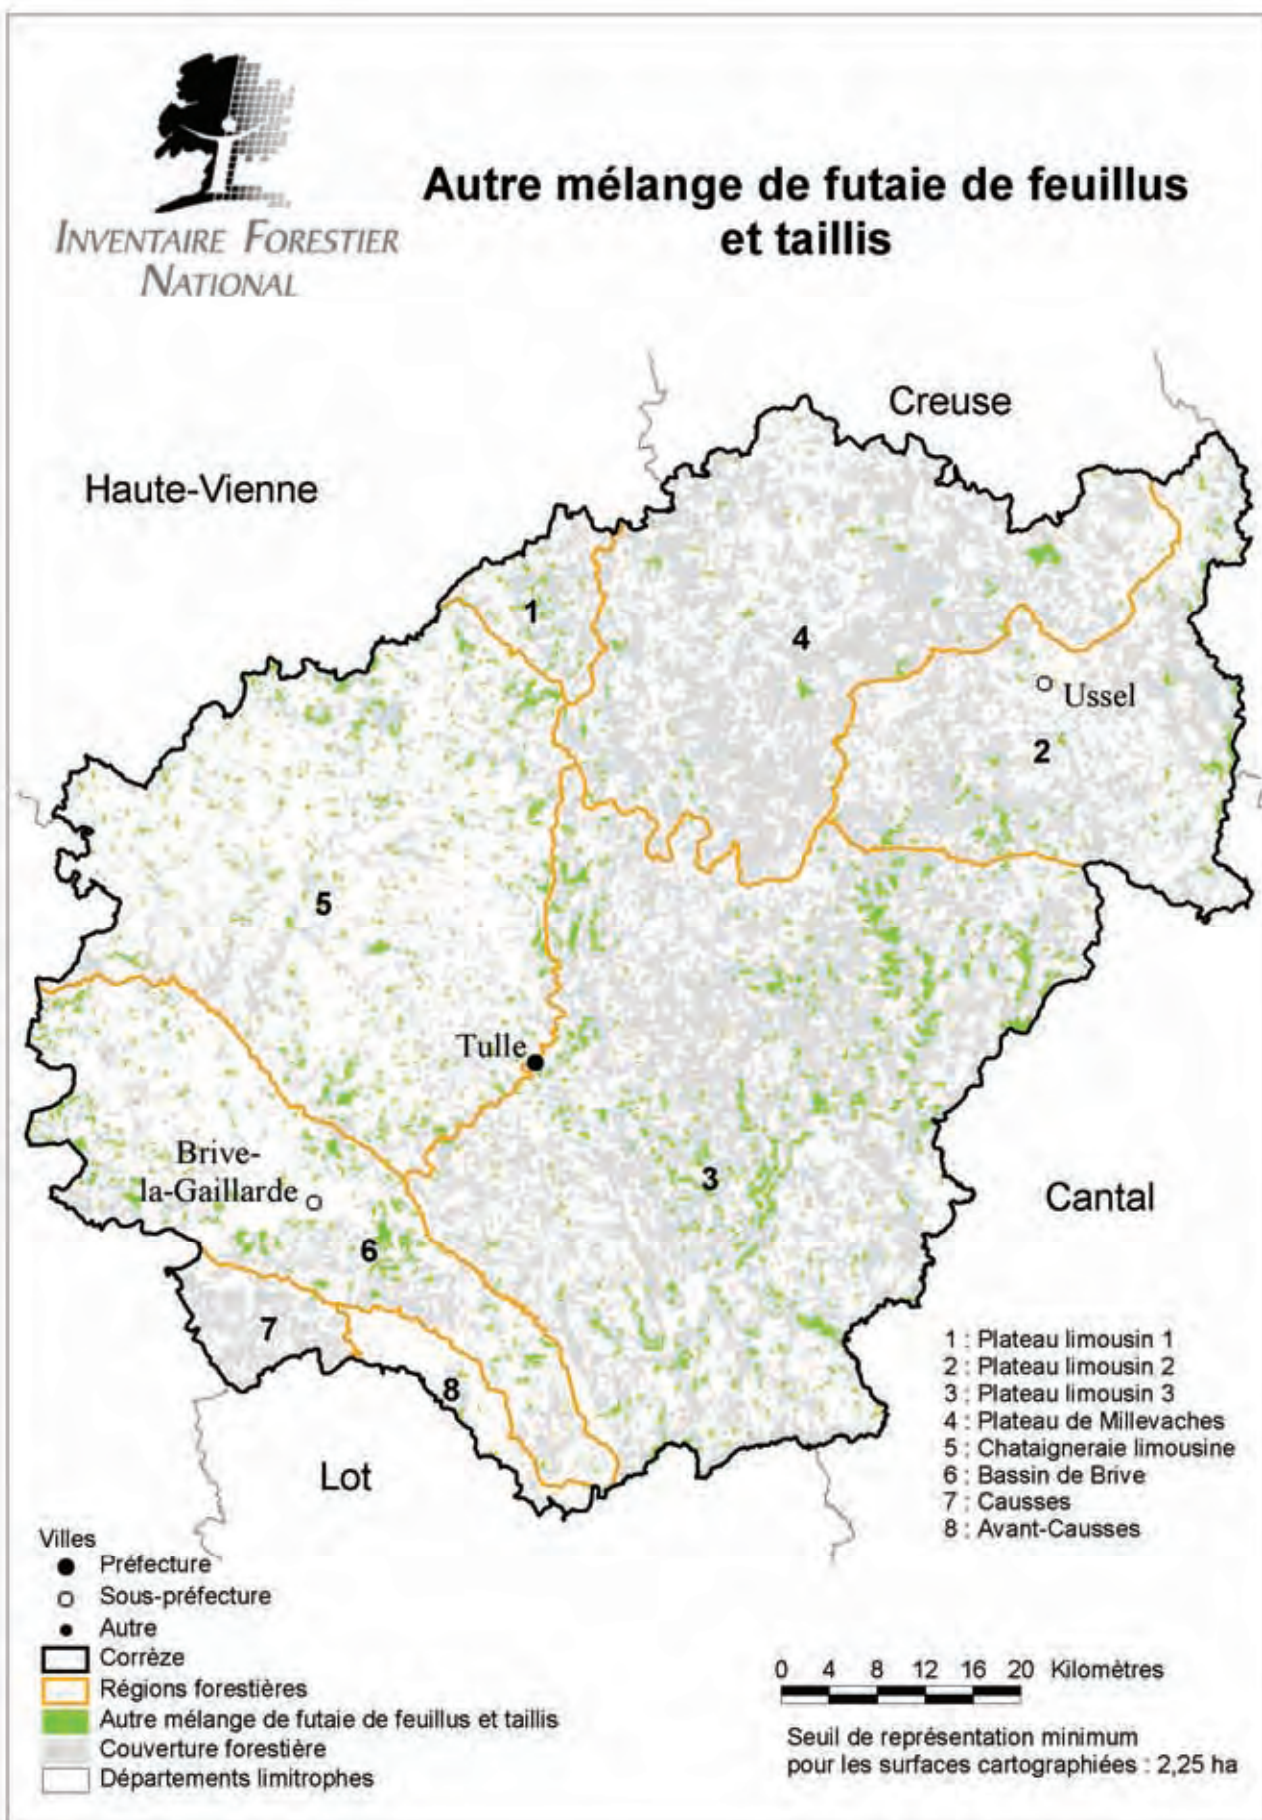 INVENTAIRE FORESTIER
NATIONAL
Autre mélange de futaie de feuillus
et taillis
Creuse
Haute-Vienne
1
4
Ussel
2
5
Tulle
Brive-
la-Gaillarde
3
Cantal
6
7
8
Lot
1 : Plateau limousin 1
2 : Plateau limousin 2
3 : Plateau limousin 3
4 : Plateau de Millevaches
5 : Chataigneraie limousine
6 : Bassin de Brive
7 : Causses
8 : Avant-Causses
Villes
Préfecture
Sous-préfecture
Autre
Corrèze
Régions forestières
Autre mélange de futaie de feuillus et taillis
Couverture forestière
Départements limitrophes
0 4 8 12 16 20 Kilomètres
Seuil de représentation minimum
pour les surfaces cartographiées : 2,25 ha